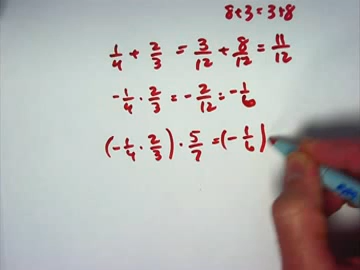 8+3=3+8
1/4 + 2/3 = 3/12 + 8/12 = 11/12
-1/4 · 2/3 = -2/12 = -1/6
(-1/4 · 2/3) · 5/7 = (-1/6)